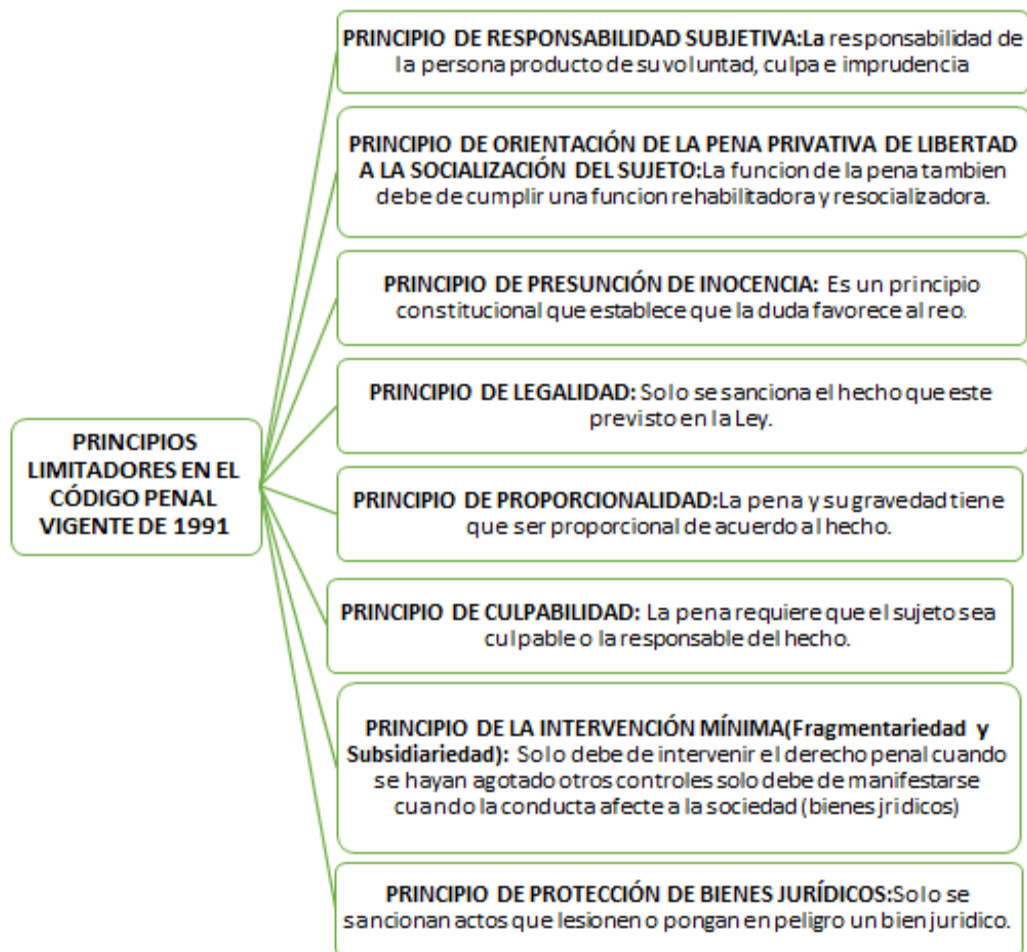 PRINCIPIO DE RESPONSABILIDAD SUBJETIVA:La responsabilidad de
la persona producto de su voluntad, culpa e imprudencia
PRINCIPIO DE ORIENTACIÓN DE LA PENA PRIVATIVA DE LIBERTAD
A LA SOCIALIZACIÓN DEL SUJETO:La funcion de la pena tambien
debe de cumplir una funcion rehabilitadora y resocializadora.
PRINCIPIO DE PRESUNCIÓN DE INOCENCIA: Es un principio
constitucional que establece que la duda favorece al reo.
PRINCIPIO DE LEGALIDAD: Solo se sanciona el hecho que este
previsto en la Ley.
PRINCIPIOS
LIMITADORES EN EL
CÓDIGO PENAL
VIGENTE DE 1991
PRINCIPIO DE PROPORCIONALIDAD:La pena y su gravedad tiene
que ser proporcional de acuerdo al hecho.
PRINCIPIO DE CULPABILIDAD: La pena requiere que el sujeto sea
culpable o la responsable del hecho.
PRINCIPIO DE LA INTERVENCIÓN MÍNIMA(Fragmentariedad y
Subsidiariedad): Solo debe de intervenir el derecho penal cuando
se hayan agotado otros controles solo debe de manifestarse
cuando la conducta afecte a la sociedad (bienes jridicos)
PRINCIPIO DE PROTECCIÓN DE BIENES JURÍDICOS:Solo se
sancionan actos que lesionen o pongan en peligro un bien juridico.